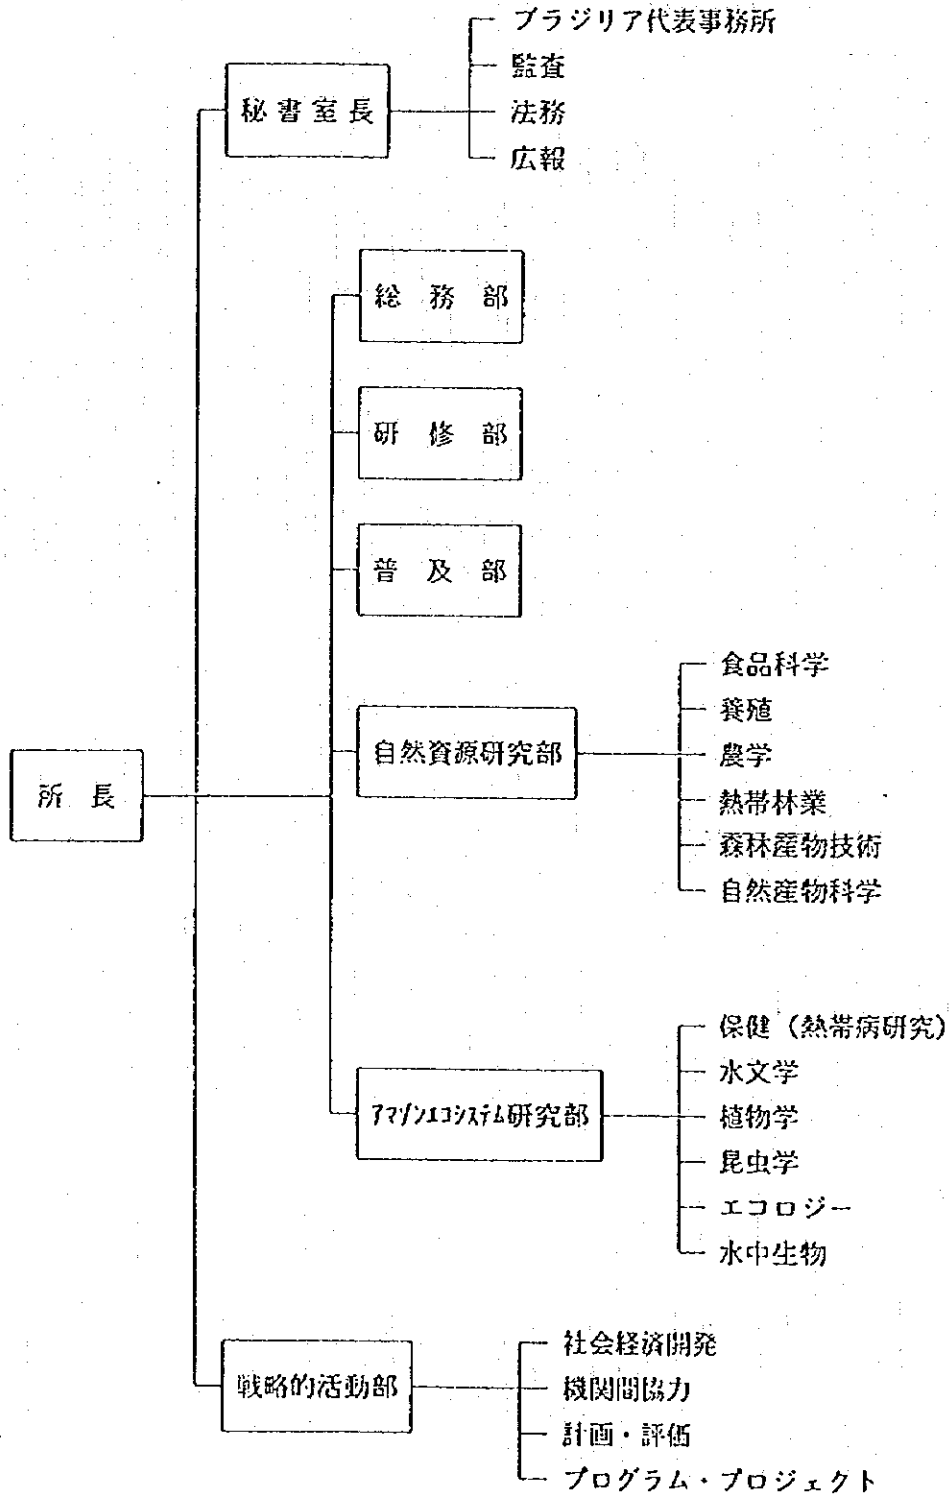 ブラジリア代表事務所
監査
秘書室長
法務
広報
総務部
研修部
普及部
食品科学
養殖
自然資源研究部
農学
所長
熱帯林業
森林産物技術
自然産物科学
保健（熱帯病研究）
水文学
ｱﾏｿﾞﾝｴｺｼｽﾃﾑ研究部
植物学
昆虫学
エコロジー
水中生物
社会経済開発
戦略的活動部
機関間協力
計画・評価
プログラム・プロジェクト